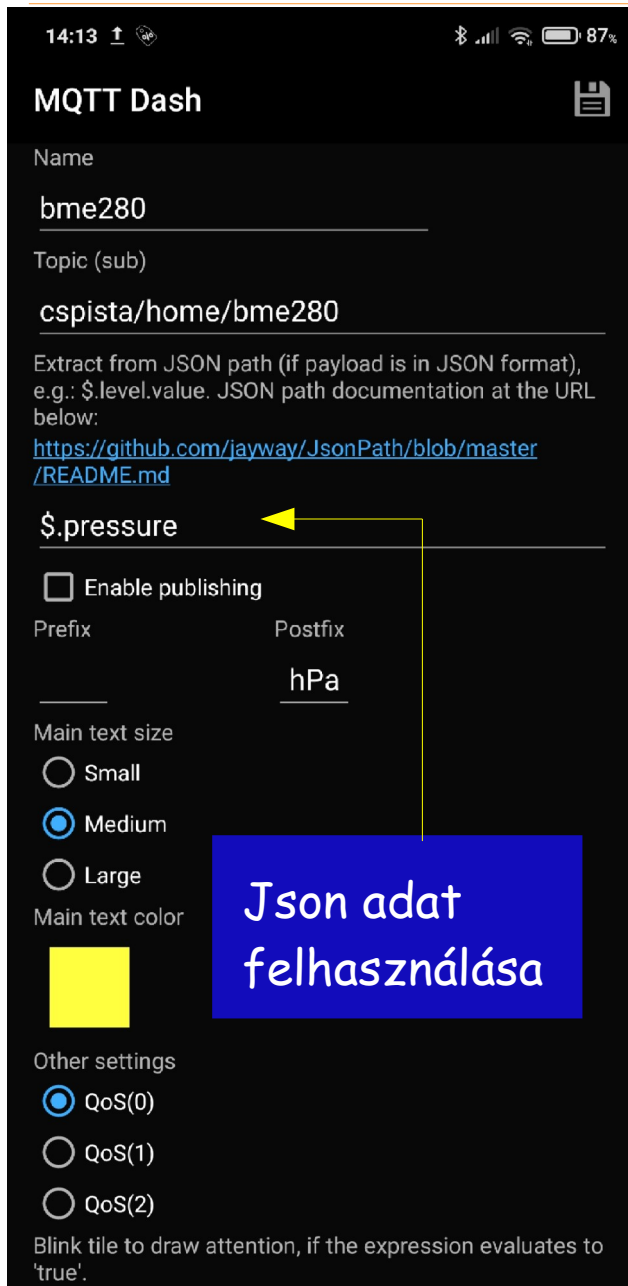 14:13 87%
MQTT Dash
Name
bme280
Topic (sub)
cspista/home/bme280
Extract from JSON path (if payload is in JSON format),
e.g.: $.level.value. JSON path documentation at the URL
below:
https://github.com/jayway/JsonPath/blob/master
/README.md
$.pressure
Enable publishing
Prefix Postfix
hPa
Main text size
Small
Medium
Large
Main text color
Json adat
felhasználása
Other settings
QoS(0)
QoS(1)
QoS(2)
Blink tile to draw attention, if the expression evaluates to
'true'.